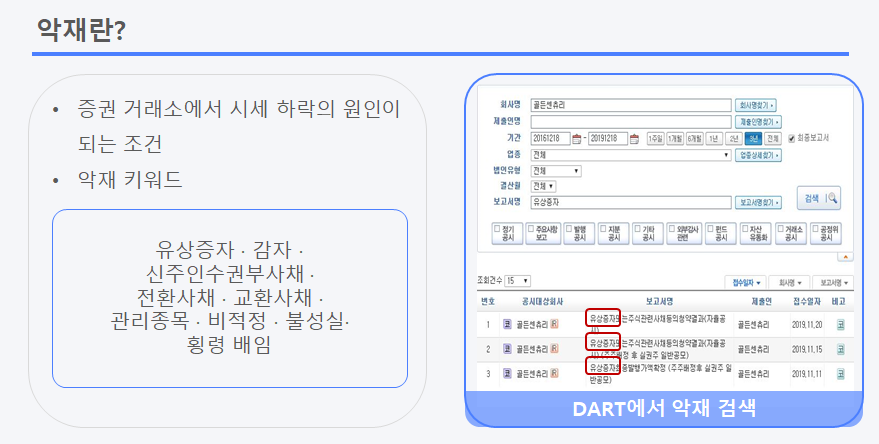 악재란?
• 증권 거래소에서 시세 하락의 원인이
되는 조건
• 악재 키워드
유상증자 · 감자 ·
신주인수권부사채 ·
전환사채 · 교환사채 ·
관리종목 · 비적정 · 불성실·
횡령 배임
회사명 골든센츄리 회사명찾기
제출인명 제출인명찾기
기간 20161218 - 20191218 1주일 1개월 6개월 1년 2년 3년 전체 최종보고서
업종 전체 업종상세찾기
법인유형 전체
결산월 전체
보고서명 유상증자 보고서명찾기
검색
정기공시 주요사항보고 발행공시 지분공시 기타공시 외부감사관련 펀드공시 자산유동화 거래소공시 공정위공시
조회건수 15 접수일자 회사명 보고서명
번호 공시대상회사 보고서명 제출인 접수일자 비고
1 코 골든센츄리 유상증자또는주식관련사채등의청약결과(자율공
시) 골든센츄리 2019.11.20 코
2 코 골든센츄리 유상증자또는주식관련사채등의청약결과(자율공
시) (주주배정 후 실권주 일반공모) 골든센츄리 2019.11.15 코
3 코 골든센츄리 유상증자최종발행가액확정 (주주배정후 실권주 일
반공모) 골든센츄리 2019.11.11 코
DART에서 악재 검색